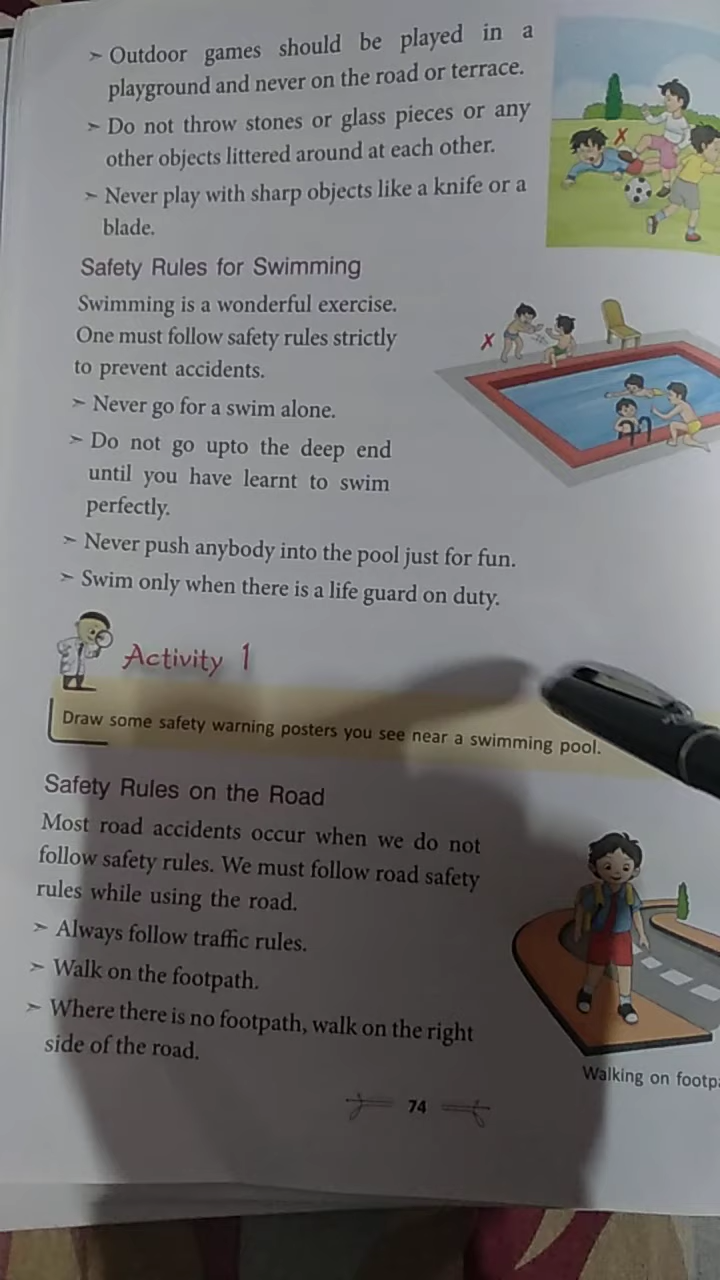 ➢ Outdoor games should be played in a
playground and never on the road or terrace.
➢ Do not throw stones or glass pieces or any
other objects littered around at each other.
➢ Never play with sharp objects like a knife or a
blade.
Safety Rules for Swimming
Swimming is a wonderful exercise.
One must follow safety rules strictly
to prevent accidents.
➢ Never go for a swim alone.
➢ Do not go upto the deep end
until you have learnt to swim
perfectly.
➢ Never push anybody into the pool just for fun.
➢ Swim only when there is a life guard on duty.
Activity 1
Draw some safety warning posters you see near a swimming pool.
Safety Rules on the Road
Most road accidents occur when we do not
follow safety rules. We must follow road safety
rules while using the road.
➢ Always follow traffic rules.
➢ Walk on the footpath.
➢ Where there is no footpath, walk on the right
side of the road.
Walking on footp
74